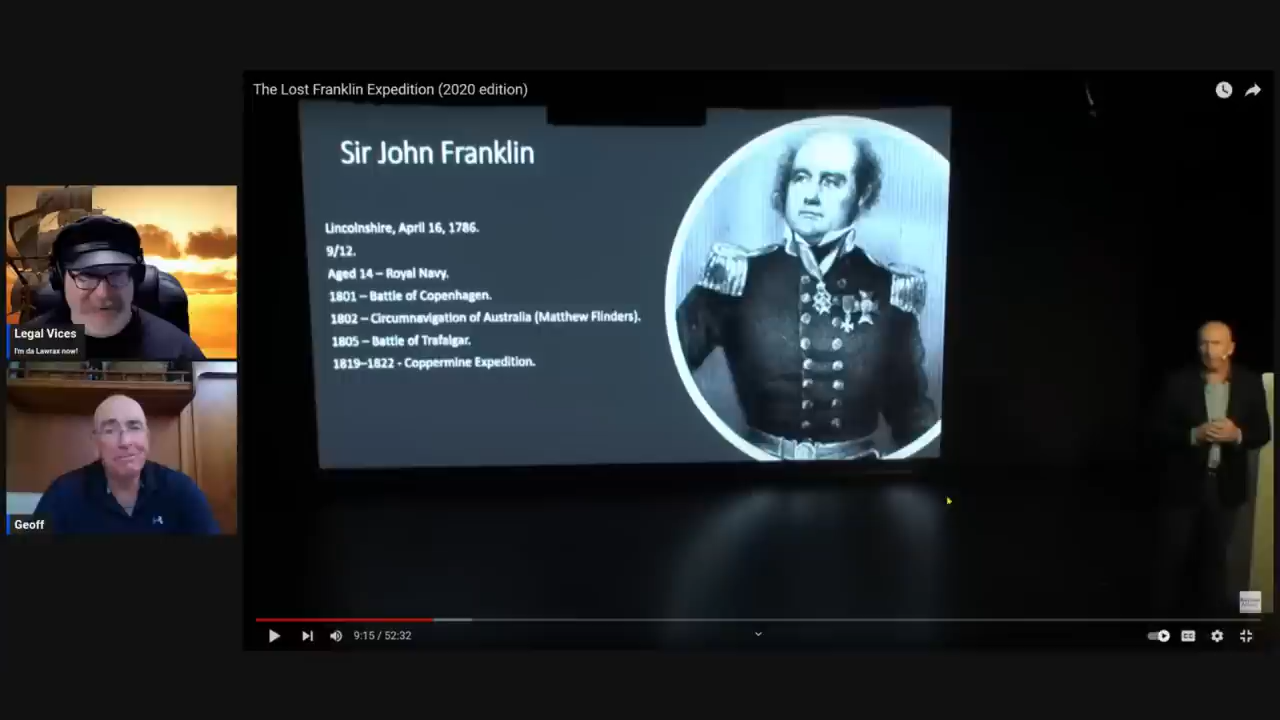 The Lost Franklin Expedition (2020 edition)
Sir John Franklin
Lincolnshire, April 16, 1786.
9/12.
Aged 14 – Royal Navy.
1801 – Battle of Copenhagen.
1802 – Circumnavigation of Australia (Matthew Flinders).
1805 – Battle of Trafalgar.
1819–1822 - Coppermine Expedition.
Legal Vices
I'm da Lawrax now!
Geoff
9:15 / 52:32
CC